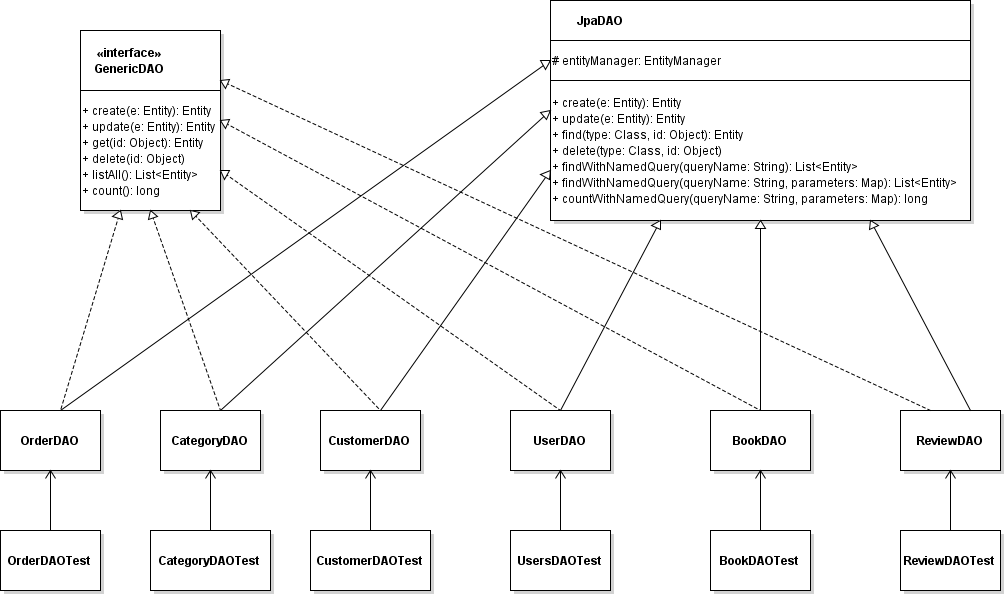 «interface»
GenericDAO
+ create(e: Entity): Entity
+ update(e: Entity): Entity
+ get(id: Object): Entity
+ delete(id: Object)
+ listAll(): List<Entity>
+ count(): long
JpaDAO
# entityManager: EntityManager
+ create(e: Entity): Entity
+ update(e: Entity): Entity
+ find(type: Class, id: Object): Entity
+ delete(type: Class, id: Object)
+ findWithNamedQuery(queryName: String): List<Entity>
+ findWithNamedQuery(queryName: String, parameters: Map): List<Entity>
+ countWithNamedQuery(queryName: String, parameters: Map): long
OrderDAO
CategoryDAO
CustomerDAO
UserDAO
BookDAO
ReviewDAO
OrderDAOTest
CategoryDAOTest
CustomerDAOTest
UsersDAOTest
BookDAOTest
ReviewDAOTest